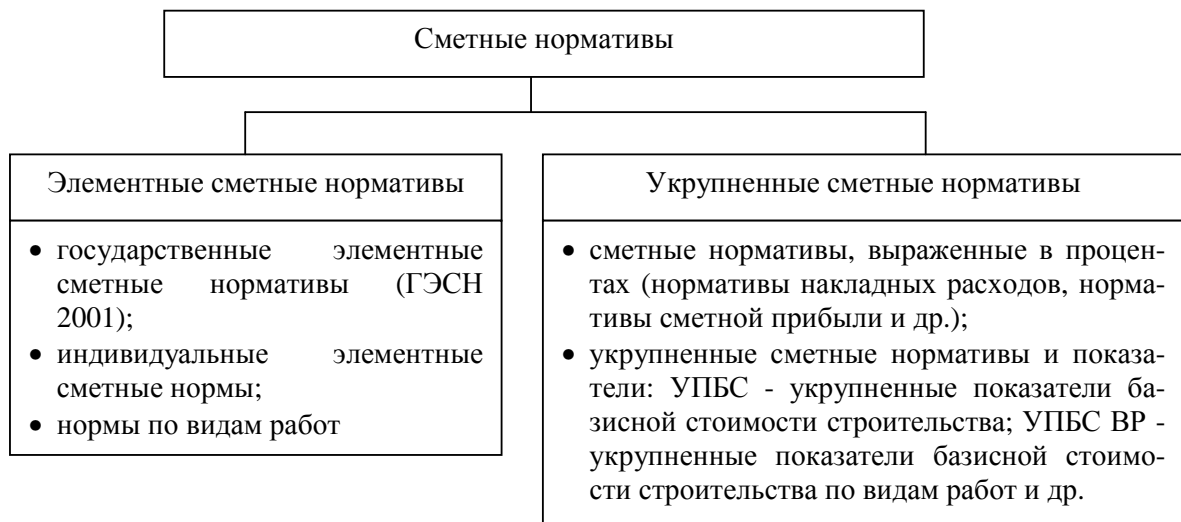 Сметные нормативы
Элементные сметные нормативы
• государственные элементные
сметные нормативы (ГЭСН
2001);
• индивидуальные элементные
сметные нормы;
• нормы по видам работ
Укрупненные сметные нормативы
• сметные нормативы, выраженные в процен-
тах (нормативы накладных расходов, норма-
тивы сметной прибыли и др.);
• укрупненные сметные нормативы и показа-
тели: УПБС - укрупненные показатели ба-
зисной стоимости строительства; УПБС ВР -
укрупненные показатели базисной стоимо-
сти строительства по видам работ и др.